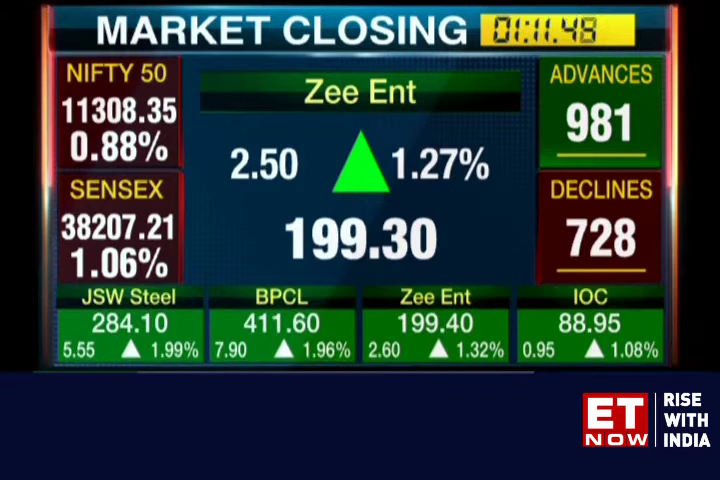 MARKET CLOSING 01:11.48
NIFTY 50
11308.35
0.88%
SENSEX
38207.21
1.06%
Zee Ent
2.50 1.27%
199.30
ADVANCES
981
DECLINES
728
JSW Steel
284.10
5.55 1.99%
BPCL
411.60
7.90 1.96%
Zee Ent
199.40
2.60 1.32%
IOC
88.95
0.95 1.08%
ET
NOW
RISE
WITH
INDIA